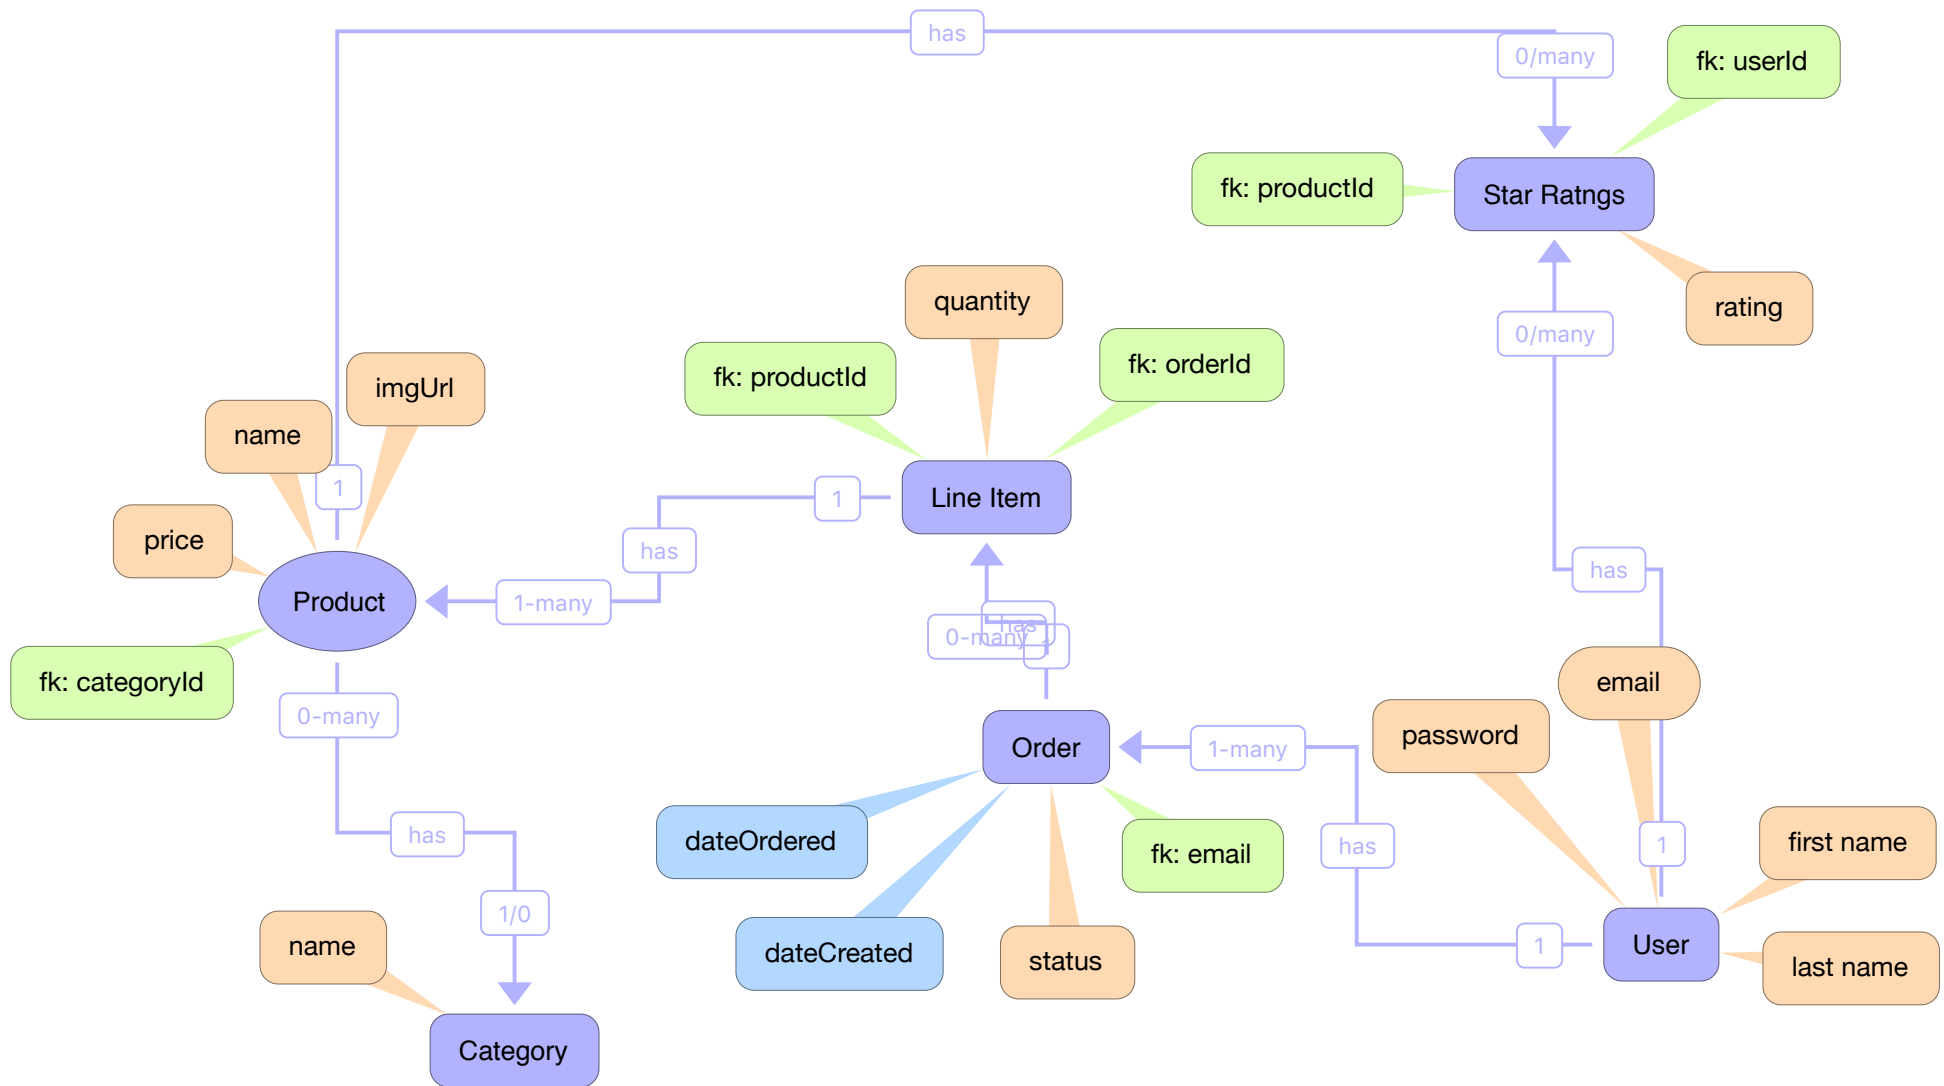 has
0/many
fk: userId
fk: productId
Star Ratngs
quantity
rating
0/many
fk: productId
fk: orderId
imgUrl
name
1
1
Line Item
price
has
has
Product
1-many
has
0-many
1
fk: categoryId
email
0-many
password
Order
1-many
has
dateOrdered
has
1
first name
fk: email
1/0
name
dateCreated
status
1
User
last name
Category